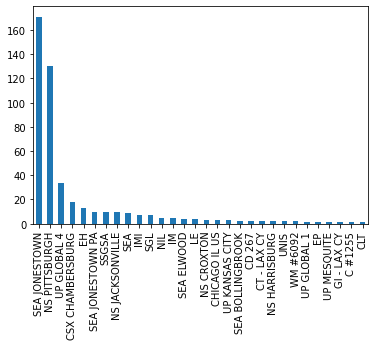 160
140
120
100
80
60
40
20
0
SEA JONESTOWN
NS PITTSBURGH
UP GLOBAL 4
CSX CHAMBERSBURG
EH
SEA JONESTOWN PA
SSGSA
NS JACKSONVILLE
SEA
IMI
SGL
NIL
IM
SEA ELWOOD
LE
NS CROXTON
CHICAGO IL US
UP KANSAS CITY
SEA BOLLINGBROOK
CD 267
CT - LAX CY
NS HARRISBURG
UNIS
WM #6092
UP GLOBAL 1
EP
UP MESQUITE
GI - LAX CY
C #1255
CLT